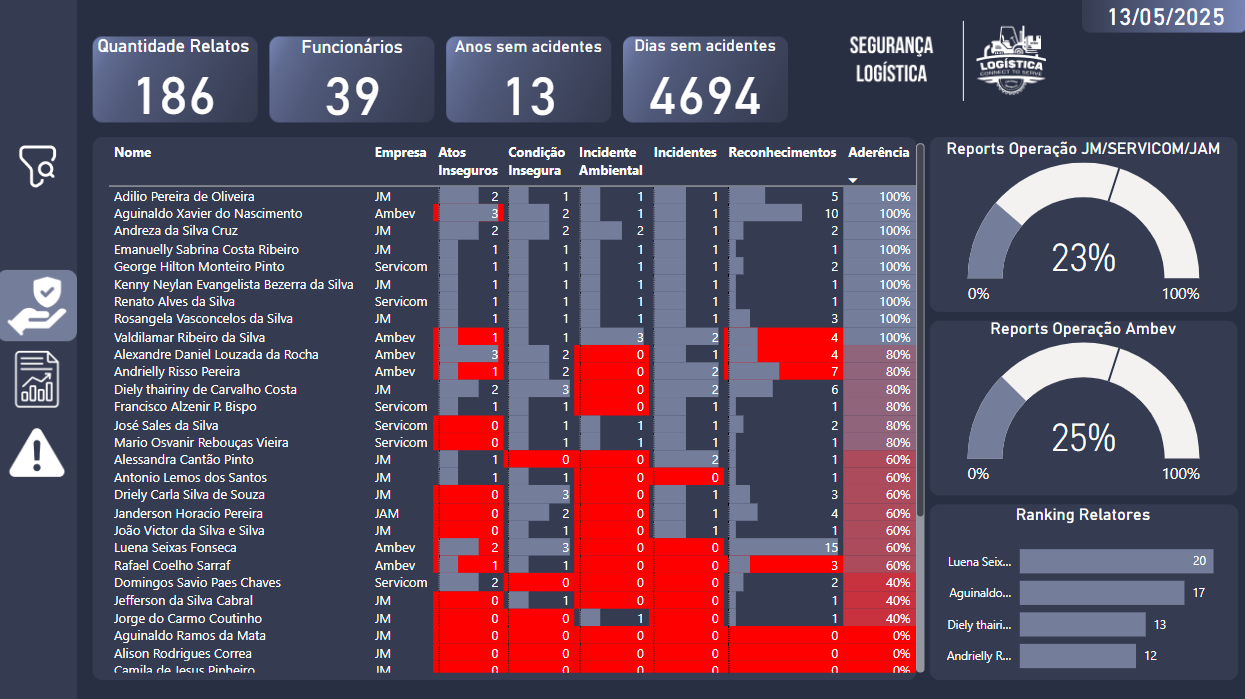 13/05/2025
Quantidade Relatos
186
Funcionários
39
Anos sem acidentes
13
Dias sem acidentes
4694
SEGURANÇA
LOGÍSTICA
LOGÍSTICA
CONNECT TO SERVE
Nome Empresa Atos Inseguros Condição Insegura Incidente Ambiental Incidentes Reconhecimentos Aderência
Adilio Pereira de Oliveira JM 2 1 1 1 5 100%
Aguinaldo Xavier do Nascimento Ambev 3 2 1 1 10 100%
Andreza da Silva Cruz JM 2 2 2 1 2 100%
Emanuelly Sabrina Costa Ribeiro JM 1 1 1 1 1 100%
George Hilton Monteiro Pinto Servicom 1 1 1 1 2 100%
Kenny Neylan Evangelista Bezerra da Silva JM 1 1 1 1 1 100%
Renato Alves da Silva Servicom 1 1 1 1 1 100%
Rosangela Vasconcelos da Silva JM 1 1 1 1 3 100%
Valdilamar Ribeiro da Silva Ambev 1 1 3 2 4 100%
Alexandre Daniel Louzada da Rocha Ambev 3 2 0 1 4 80%
Andrielly Risso Pereira Ambev 1 2 0 2 7 80%
Diely thairiny de Carvalho Costa JM 2 3 0 2 6 80%
Francisco Alzenir P. Bispo Servicom 1 1 0 1 1 80%
José Sales da Silva Servicom 0 1 1 1 2 80%
Mario Osvanir Rebouças Vieira Servicom 0 1 1 1 1 80%
Alessandra Cantão Pinto JM 1 0 0 2 1 60%
Antonio Lemos dos Santos JM 1 1 0 0 1 60%
Driely Carla Silva de Souza JM 0 3 0 1 3 60%
Janderson Horacio Pereira JAM 0 2 0 1 4 60%
João Victor da Silva e Silva JM 0 1 0 1 1 60%
Luena Seixas Fonseca Ambev 2 3 0 0 15 60%
Rafael Coelho Sarraf Ambev 1 1 0 0 3 60%
Domingos Savio Paes Chaves Servicom 2 0 0 0 2 40%
Jefferson da Silva Cabral JM 0 1 0 0 1 40%
Jorge do Carmo Coutinho JM 0 0 1 0 1 40%
Aguinaldo Ramos da Mata JM 0 0 0 0 0 0%
Alison Rodrigues Correa JM 0 0 0 0 0 0%
Camila de Jesus Pinheiro JM 0 0 0 0 0 0%
Reports Operação JM/SERVICOM/JAM
23%
0% 100%
Reports Operação Ambev
25%
0% 100%
Ranking Relatores
Luena Seix... 20
Aguinaldo... 17
Diely thairi... 13
Andrielly R... 12